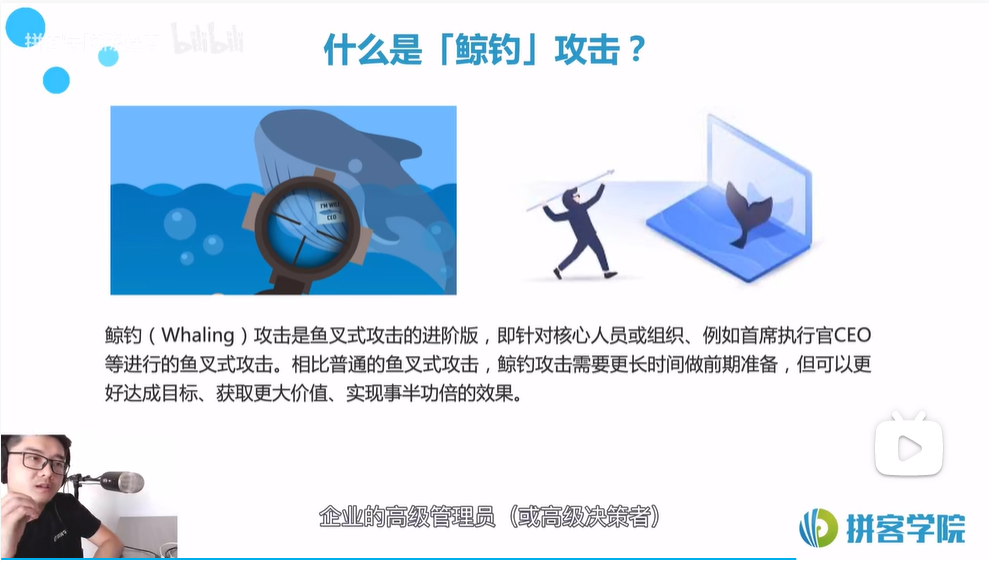 bilibili
什么是「鲸钓」攻击？
I'M WHALE
CEO
鲸钓（Whaling）攻击是鱼叉式攻击的进阶版，即针对核心人员或组织、例如首席执行官CEO
等进行的鱼叉式攻击。相比普通的鱼叉式攻击，鲸钓攻击需要更长时间做前期准备，但可以更
好达成目标、获取更大价值、实现事半功倍的效果。
企业的高级管理员（或高级决策者）
拼客学院